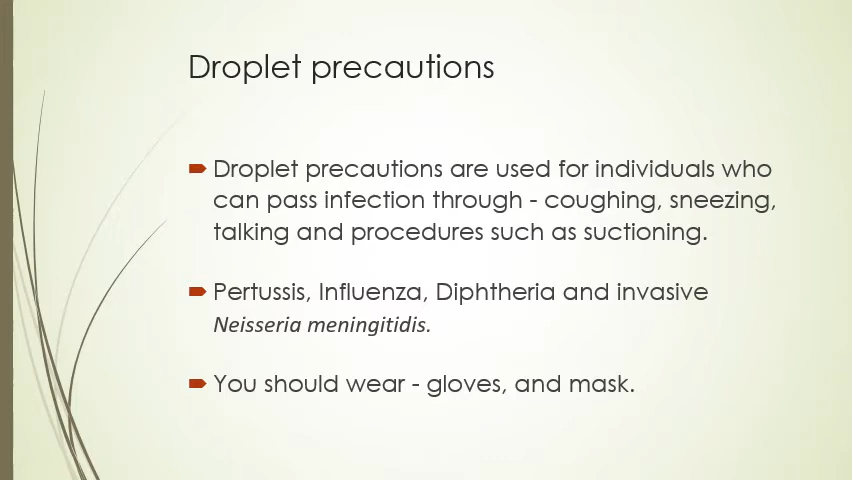 Droplet precautions
Droplet precautions are used for individuals who
can pass infection through - coughing, sneezing,
talking and procedures such as suctioning.
Pertussis, Influenza, Diphtheria and invasive
Neisseria meningitidis.
You should wear - gloves, and mask.